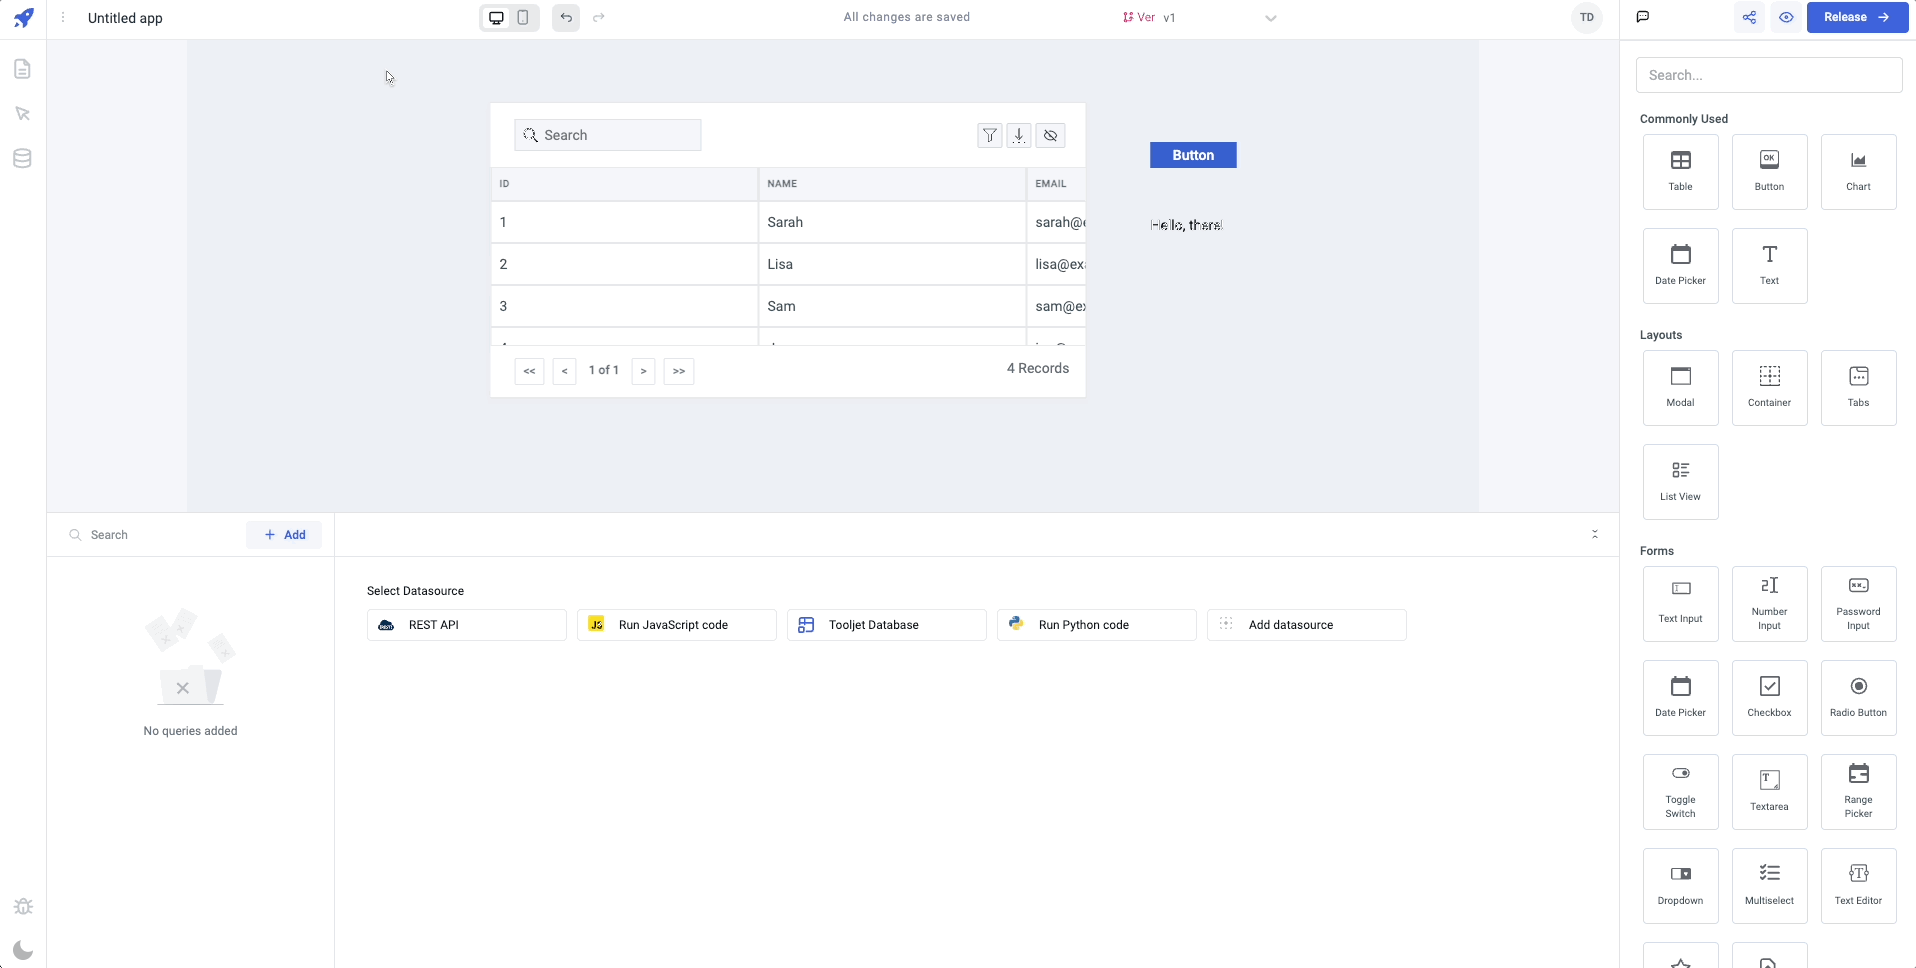 Untitled app
All changes are saved
Ver v1
TD
Release
Search...
Commonly Used
Table
Button
Chart
Date Picker
Text
Layouts
Modal
Container
Tabs
List View
Forms
Text Input
Number
Input
Password
Input
Date Picker
Checkbox
Radio Button
Toggle
Switch
Textarea
Range
Picker
Dropdown
Multiselect
Text Editor
Search
ID NAME EMAIL
1 Sarah sarah@e
2 Lisa lisa@exa
3 Sam sam@ex
<< < 1 of 1 > >>
4 Records
Button
Hello, there!
Search
+ Add
No queries added
Select Datasource
REST API
JS Run JavaScript code
Tooljet Database
Run Python code
Add datasource